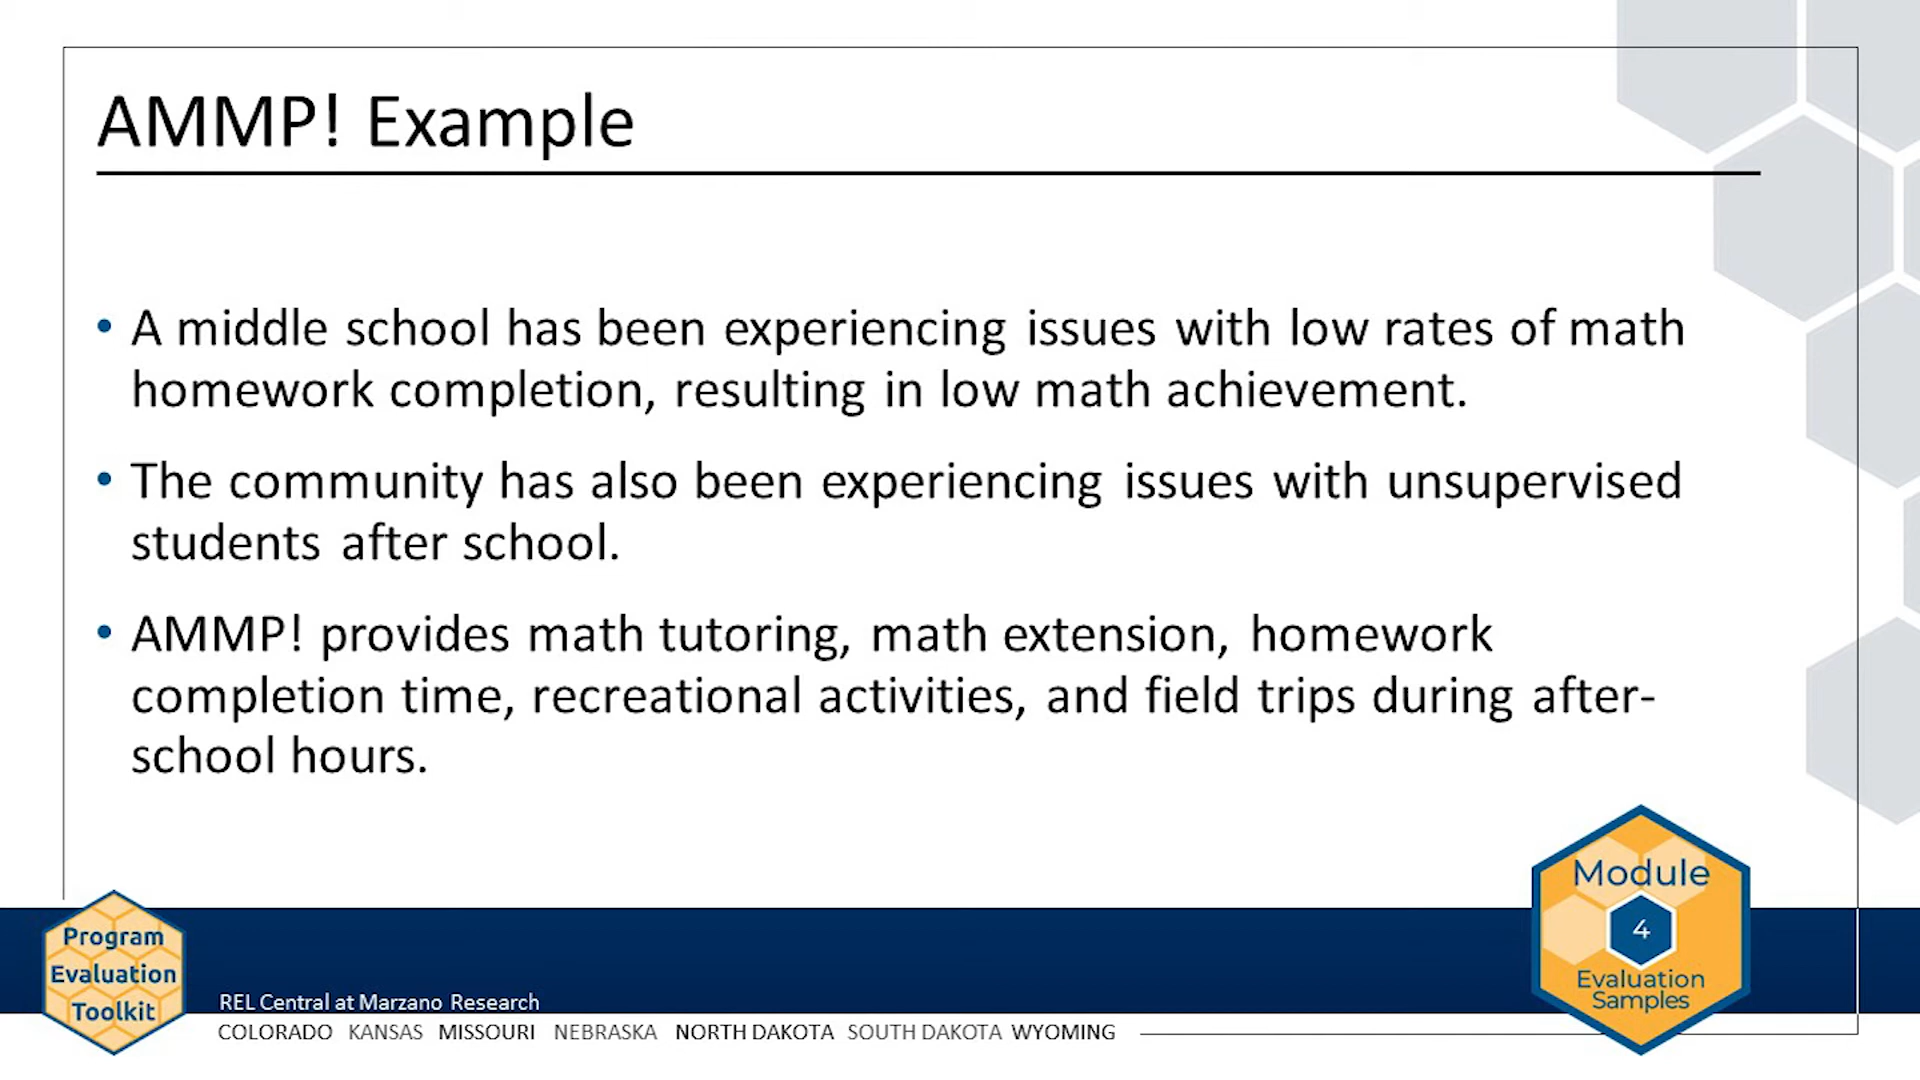 AMMP! Example
• A middle school has been experiencing issues with low rates of math
homework completion, resulting in low math achievement.
• The community has also been experiencing issues with unsupervised
students after school.
• AMMP! provides math tutoring, math extension, homework
completion time, recreational activities, and field trips during after-
school hours.
Module
4
Evaluation
Samples
Program
Evaluation
Toolkit
REL Central at Marzano Research
COLORADO KANSAS MISSOURI NEBRASKA NORTH DAKOTA SOUTH DAKOTA WYOMING